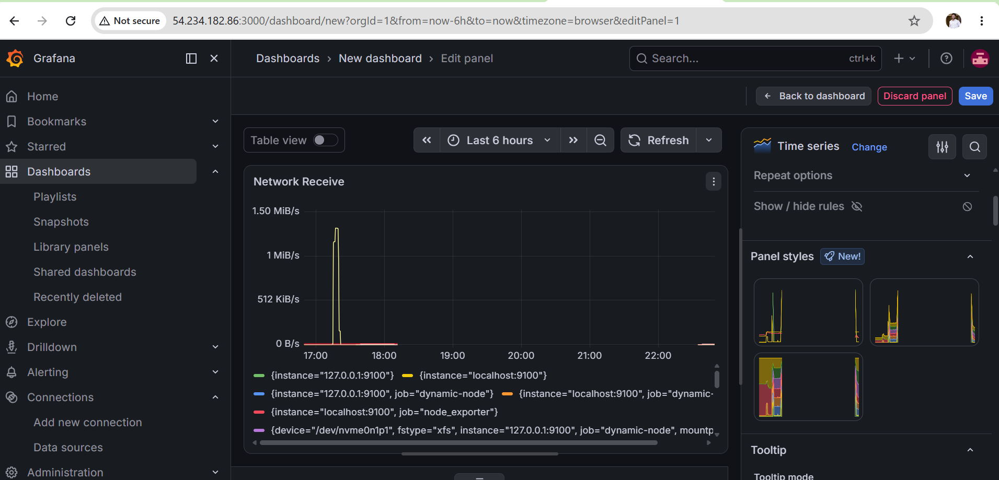 Not secure
54.234.182.86:3000/dashboard/new?orgId=1&from=now-6h&to=now&timezone=browser&editPanel=1
Grafana
Dashboards › New dashboard › Edit panel
Search...
ctrl+k
Home
Bookmarks
Starred
Dashboards
Playlists
Snapshots
Library panels
Shared dashboards
Recently deleted
Explore
Drilldown
Alerting
Connections
Add new connection
Data sources
Administration
Back to dashboard
Discard panel
Save
Table view
Last 6 hours
Refresh
Network Receive
1.50 MiB/s
1 MiB/s
512 KiB/s
0 B/s
17:00 18:00 19:00 20:00 21:00 22:00
{instance="127.0.0.1:9100"} {instance="localhost:9100"}
{instance="127.0.0.1:9100", job="dynamic-node"} {instance="localhost:9100", job="dynamic-
{instance="localhost:9100", job="node_exporter"}
{device="/dev/nvme0n1p1", fstype="xfs", instance="127.0.0.1:9100", job="dynamic-node", mountp
Time series Change
Repeat options
Show / hide rules
Panel styles New!
Tooltip
Tooltip mode